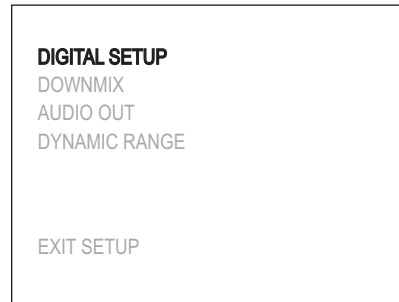 DIGITAL SETUP
DOWNMIX
AUDIO OUT
DYNAMIC RANGE
EXIT SETUP